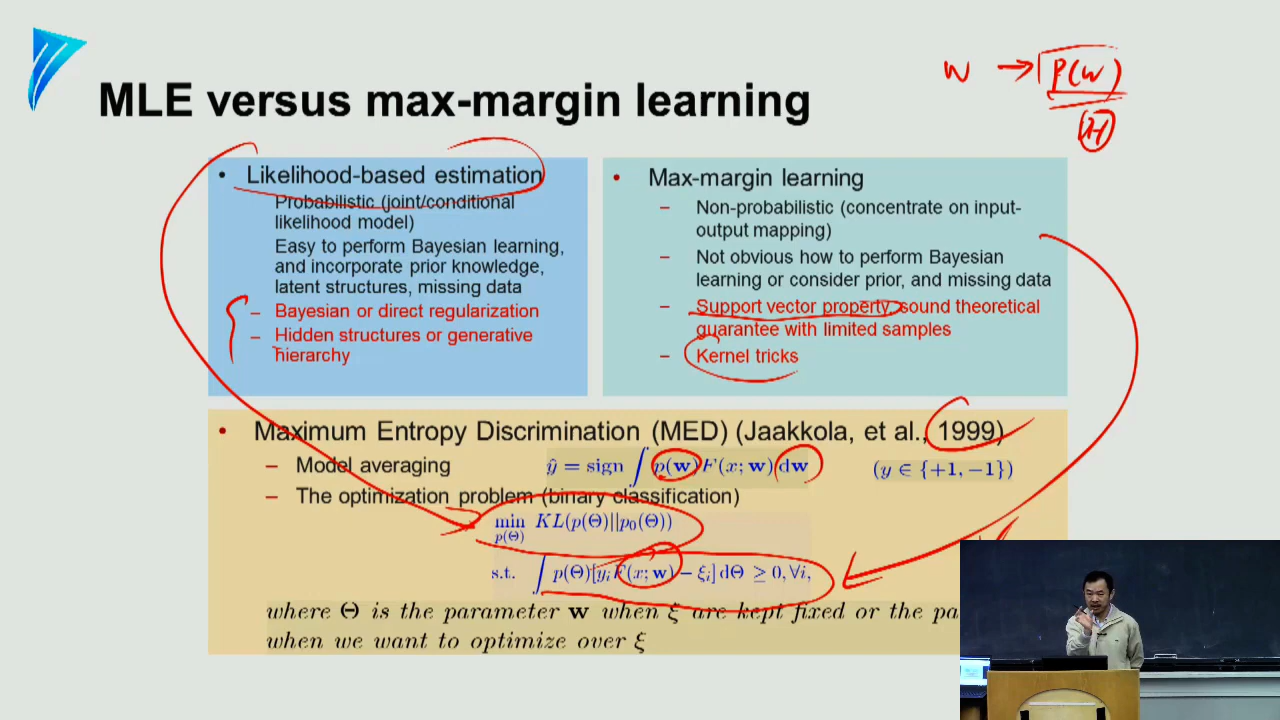 w → p(w)
H
MLE versus max-margin learning
• Likelihood-based estimation
Probabilistic (joint/conditional
likelihood model)
Easy to perform Bayesian learning,
and incorporate prior knowledge,
latent structures, missing data
– Bayesian or direct regularization
– Hidden structures or generative
hierarchy
• Max-margin learning
– Non-probabilistic (concentrate on input-
output mapping)
– Not obvious how to perform Bayesian
learning or consider prior, and missing data
– Support vector property, sound theoretical
guarantee with limited samples
– Kernel tricks
• Maximum Entropy Discrimination (MED) (Jaakkola, et al., 1999)
– Model averaging ŷ = sign ∫ p(w)F(x; w) dw (y ∈ {+1, −1})
– The optimization problem (binary classification)
min KL(p(Θ)||p₀(Θ))
p(Θ)
s.t. ∫ p(Θ)[yᵢF(x; w) − ξᵢ] dΘ ≥ 0, ∀i,
where Θ is the parameter w when ξ are kept fixed or the
when we want to optimize over ξ